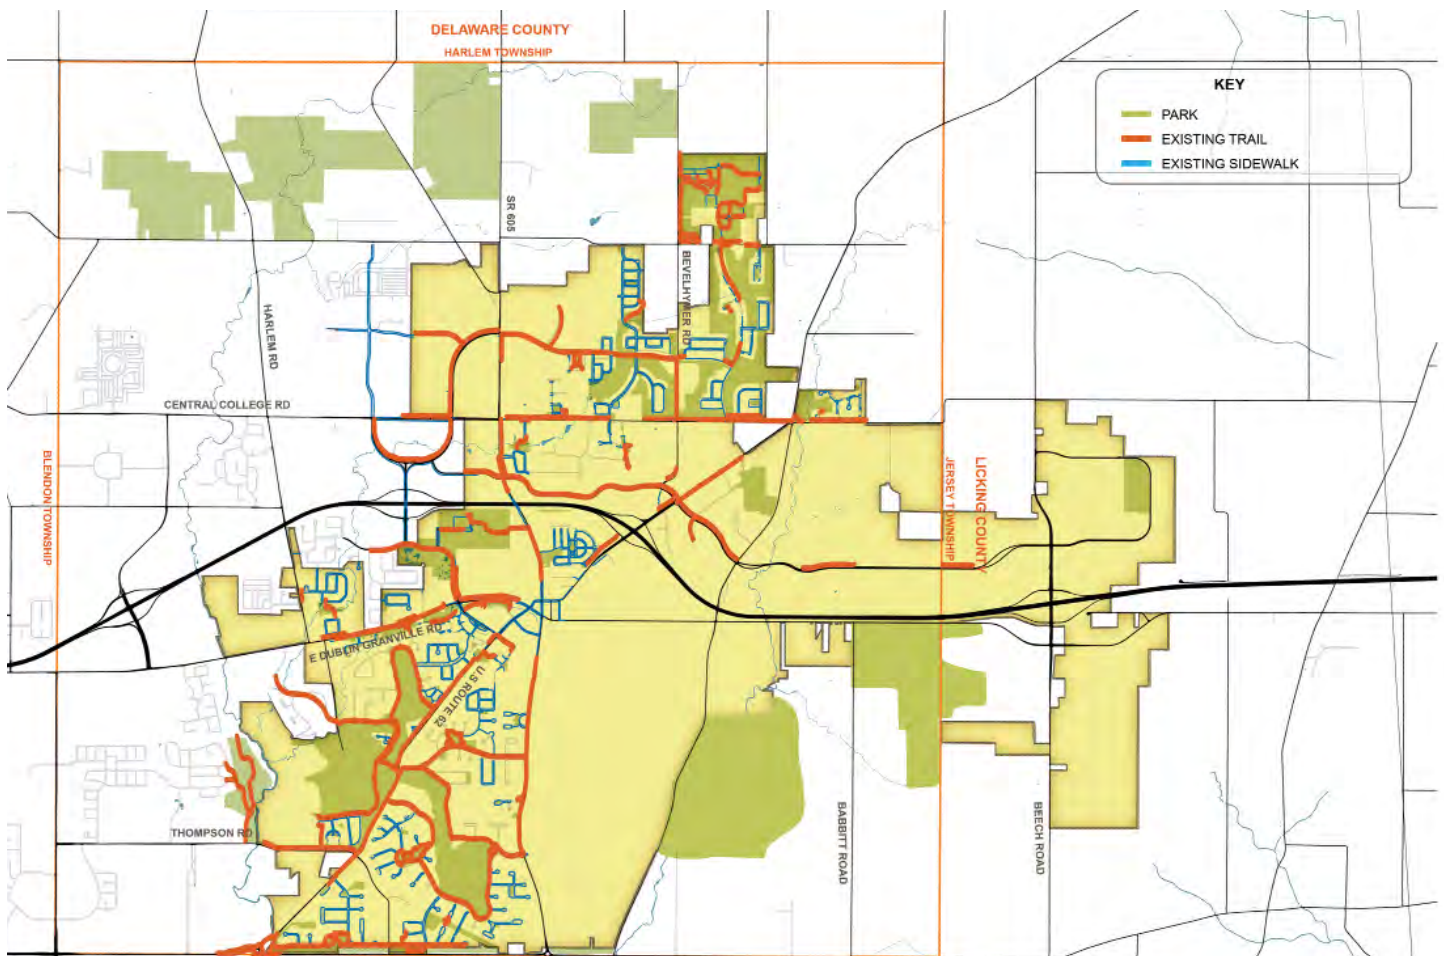 DELAWARE COUNTY
HARLEM TOWNSHIP
KEY
PARK
EXISTING TRAIL
EXISTING SIDEWALK
SR 605
BEVELHYMER RD
HARLEM RD
CENTRAL COLLEGE RD
BLENDON TOWNSHIP
LICKING COUNTY
JERSEY TOWNSHIP
E DUBLIN GRANVILLE RD
U.S ROUTE 62
THOMPSON RD
BABBITT ROAD
BEECH ROAD